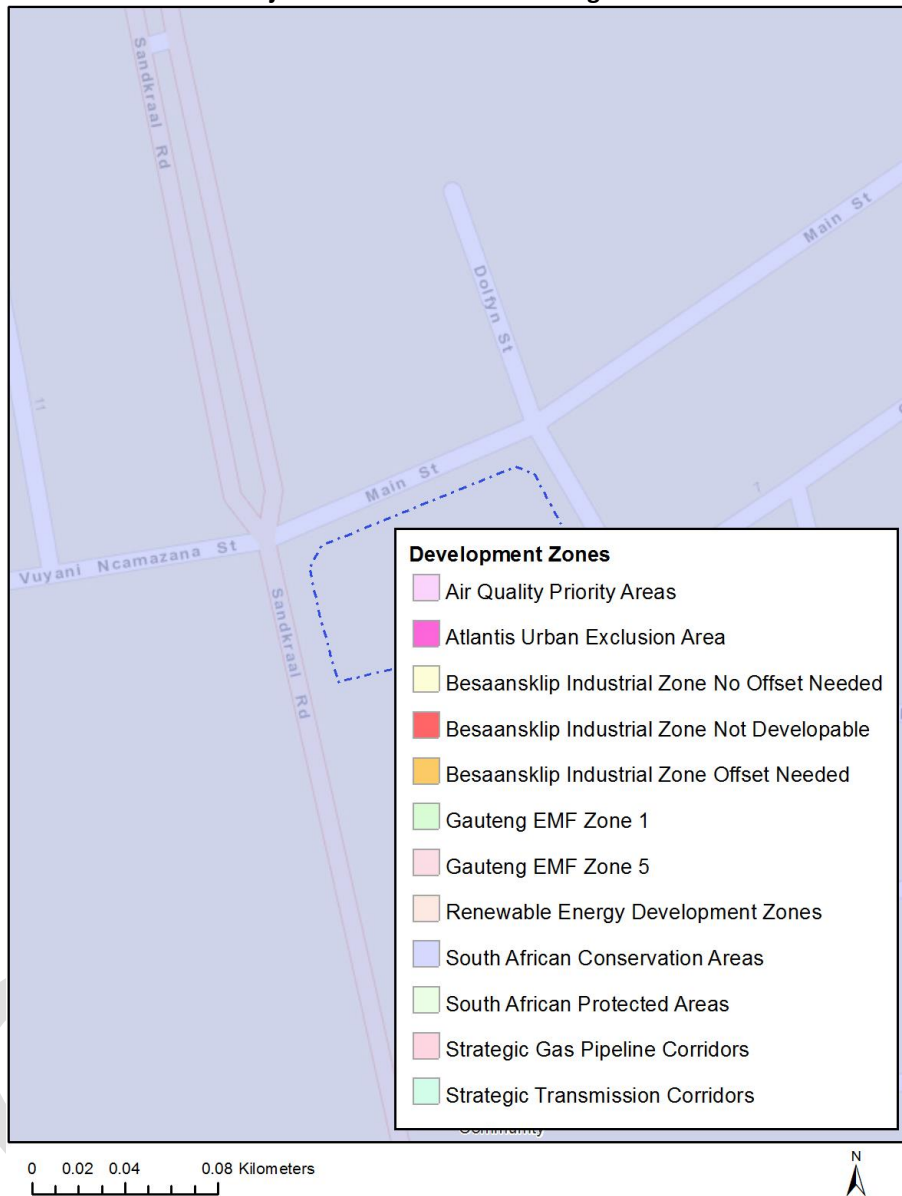 Sandkraal Rd
Main St
Dolfyn St
11
Main St
7
Vuyani Ncamazana St
Sandkraal Rd
Development Zones
Air Quality Priority Areas
Atlantis Urban Exclusion Area
Besaansklip Industrial Zone No Offset Needed
Besaansklip Industrial Zone Not Developable
Besaansklip Industrial Zone Offset Needed
Gauteng EMF Zone 1
Gauteng EMF Zone 5
Renewable Energy Development Zones
South African Conservation Areas
South African Protected Areas
Strategic Gas Pipeline Corridors
Strategic Transmission Corridors
0 0.02 0.04 0.08 Kilometers
N